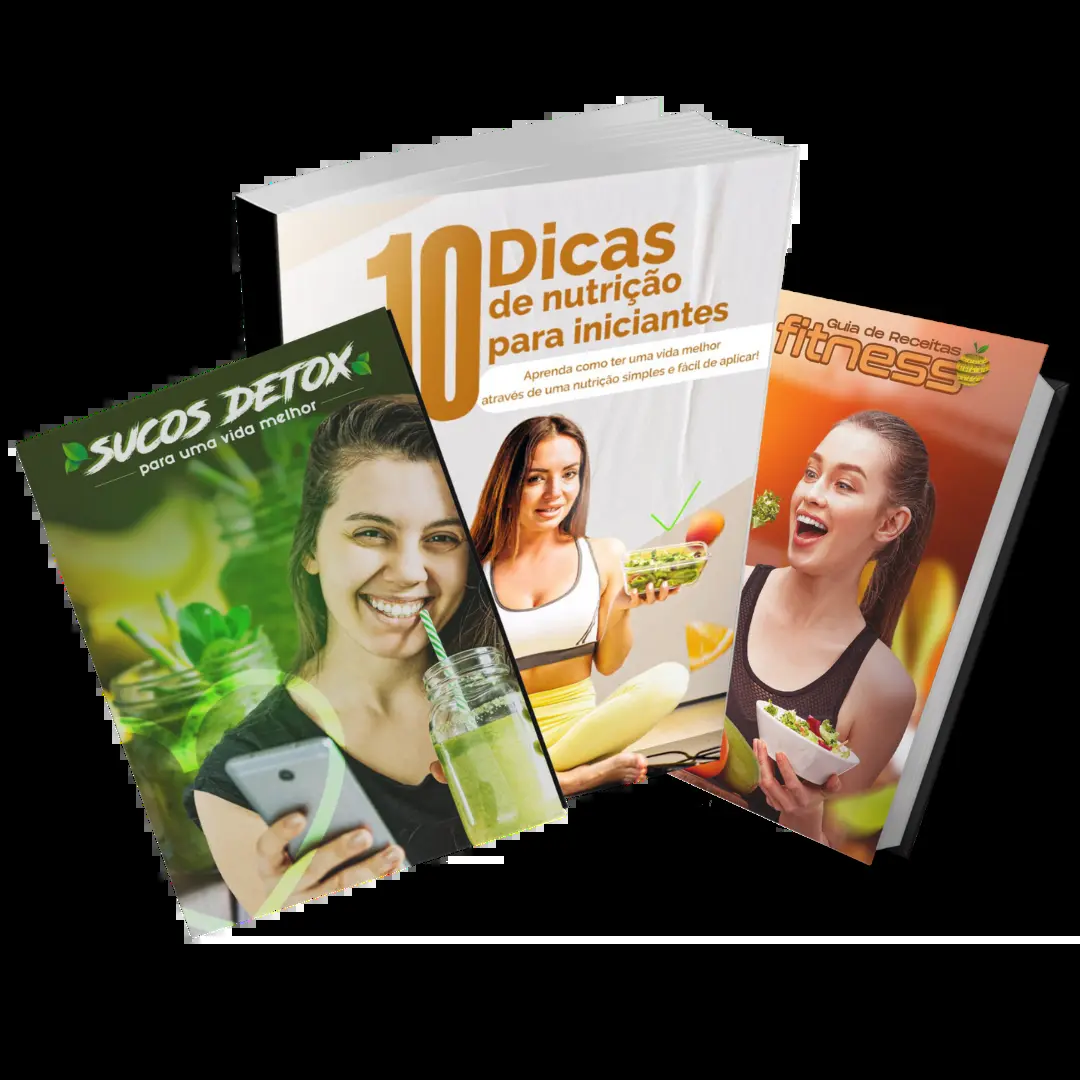 SUCOS DETOX
para uma vida melhor
10 Dicas
de nutrição
para iniciantes
Aprenda como ter uma vida melhor
através de uma nutrição simples e fácil de aplicar!
Guia de Receitas
fitness